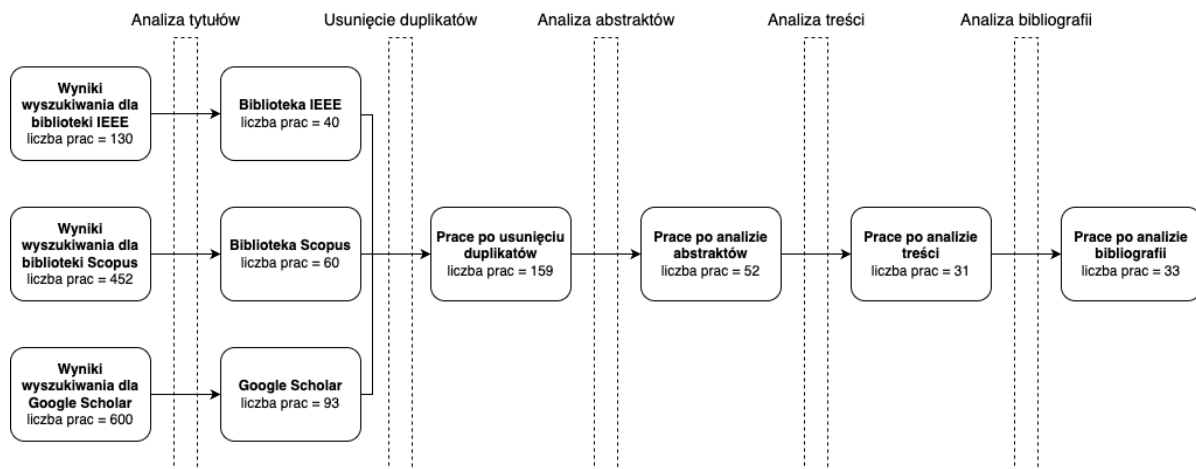 Analiza tytułów
Usunięcie duplikatów
Analiza abstraktów
Analiza treści
Analiza bibliografii
Wyniki
wyszukiwania dla
biblioteki IEEE
liczba prac = 130
Biblioteka IEEE
liczba prac = 40
Wyniki
wyszukiwania dla
biblioteki Scopus
liczba prac = 452
Biblioteka Scopus
liczba prac = 60
Prace po usunięciu
duplikatów
liczba prac = 159
Prace po analizie
abstraktów
liczba prac = 52
Prace po analizie
treści
liczba prac = 31
Prace po analizie
bibliografii
liczba prac = 33
Wyniki
wyszukiwania dla
Google Scholar
liczba prac = 600
Google Scholar
liczba prac = 93